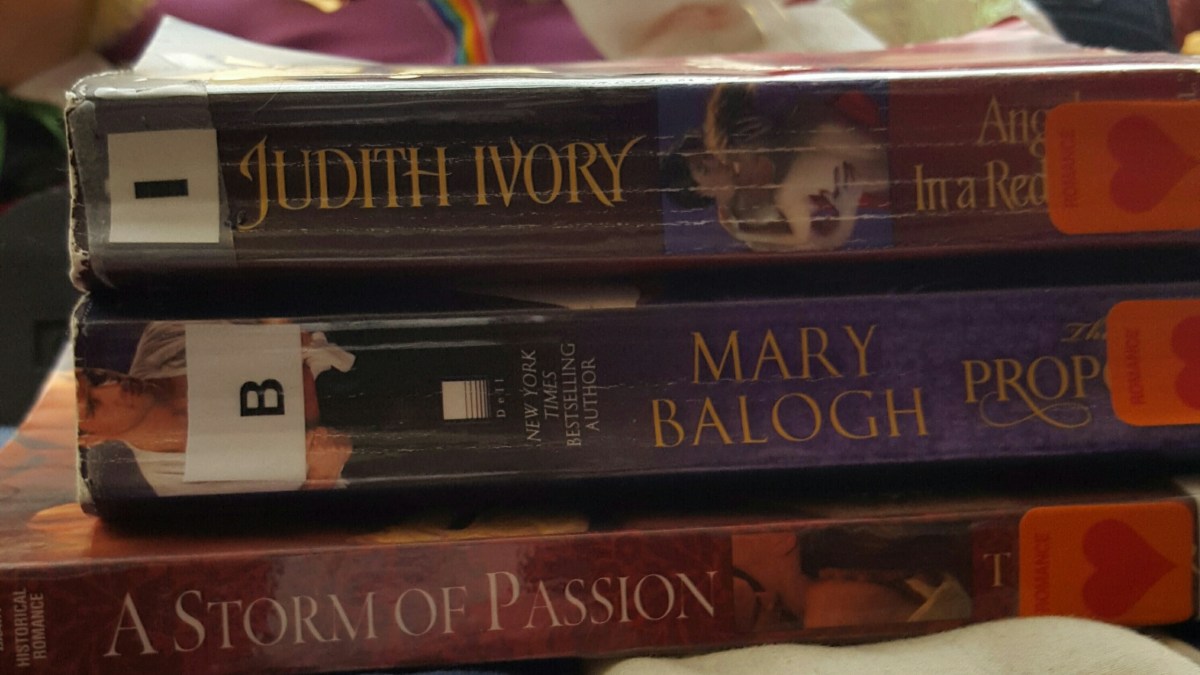 I
JUDITH IVORY
Ang
In a Red
ROMANCE
B
Dell
NEW YORK
TIMES
BESTSELLING
AUTHOR
MARY
BALOGH
The
PROP
ROMANCE
HISTORICAL
ROMANCE
A STORM OF PASSION
T
ROMANCE